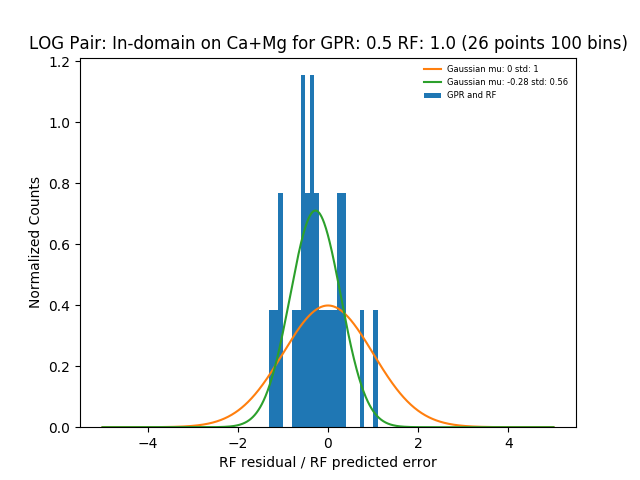 LOG Pair: In-domain on Ca+Mg for GPR: 0.5 RF: 1.0 (26 points 100 bins)
Gaussian mu: 0 std: 1
Gaussian mu: -0.28 std: 0.56
GPR and RF
1.2
1.0
0.8
0.6
0.4
0.2
0.0
Normalized Counts
−4 −2 0 2 4
RF residual / RF predicted error